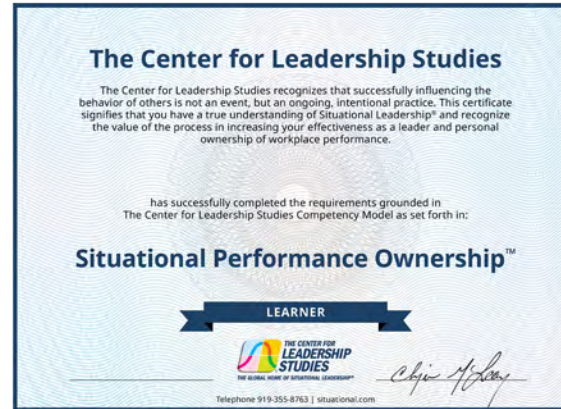 The Center for Leadership Studies
The Center for Leadership Studies recognizes that successfully influencing the
behavior of others is not an event, but an ongoing, intentional practice. This certificate
signifies that you have a true understanding of Situational Leadership® and recognize
the value of the process in increasing your effectiveness as a leader and personal
ownership of workplace performance.
has successfully completed the requirements grounded in
The Center for Leadership Studies Competency Model as set forth in:
Situational Performance Ownership™
LEARNER
THE CENTER FOR
LEADERSHIP
STUDIES
THE GLOBAL HOME OF SITUATIONAL LEADERSHIP®
Telephone 919-355-8763 | situational.com